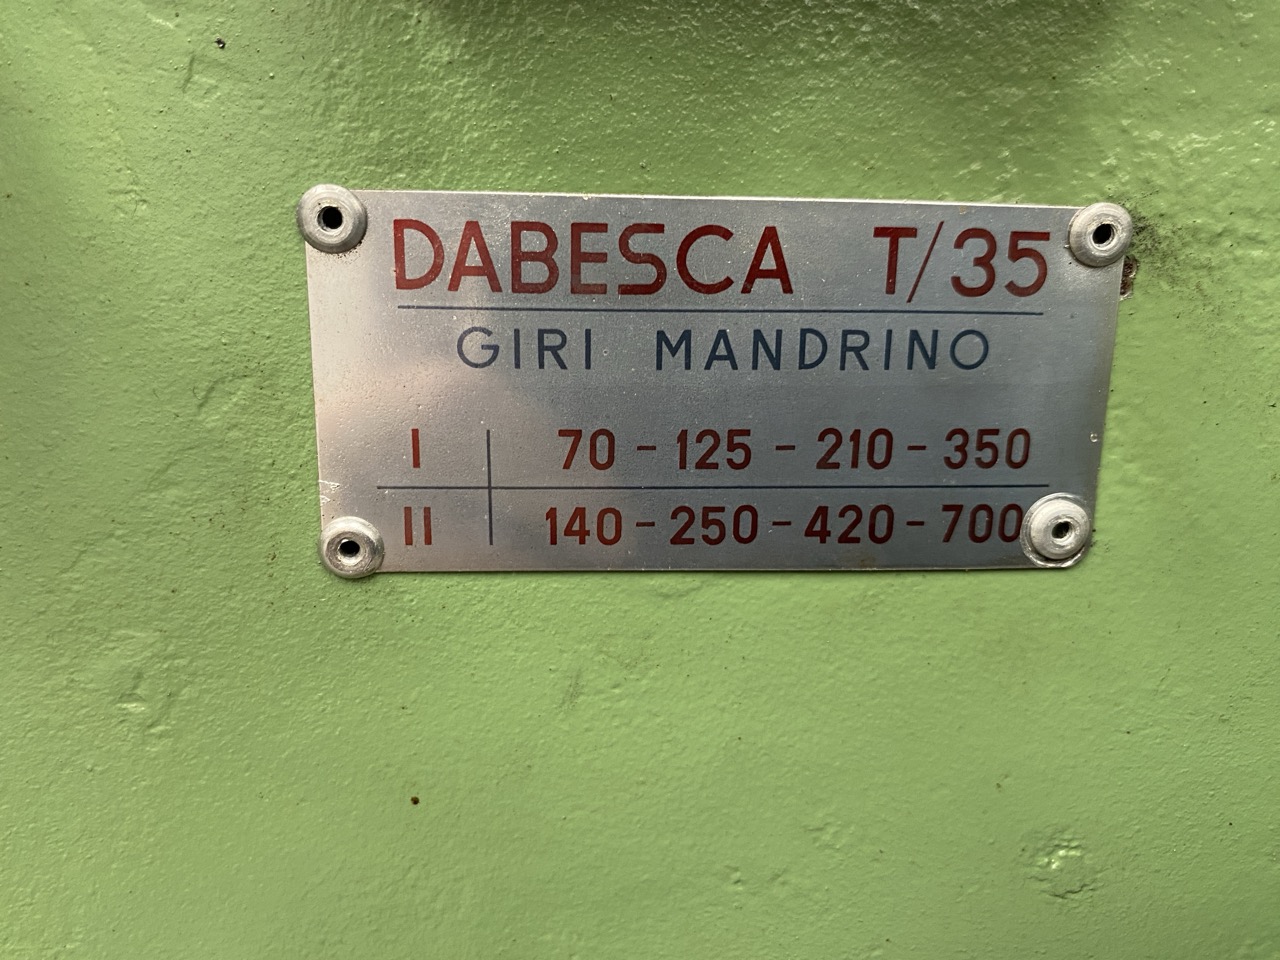 DABESCA T/35
GIRI MANDRINO
I 70 - 125 - 210 - 350
II 140 - 250 - 420 - 700